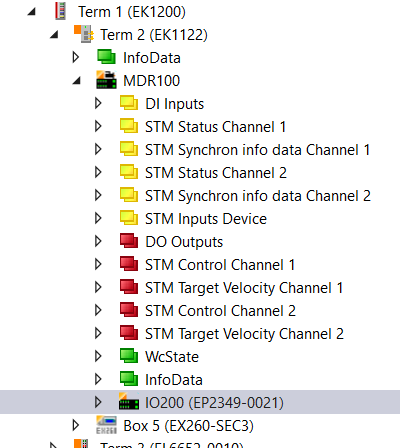 Term 1 (EK1200)
Term 2 (EK1122)
InfoData
MDR100
DI Inputs
STM Status Channel 1
STM Synchron info data Channel 1
STM Status Channel 2
STM Synchron info data Channel 2
STM Inputs Device
DO Outputs
STM Control Channel 1
STM Target Velocity Channel 1
STM Control Channel 2
STM Target Velocity Channel 2
WcState
InfoData
IO200 (EP2349-0021)
Box 5 (EX260-SEC3)
Term 3 (EL6652-0010)